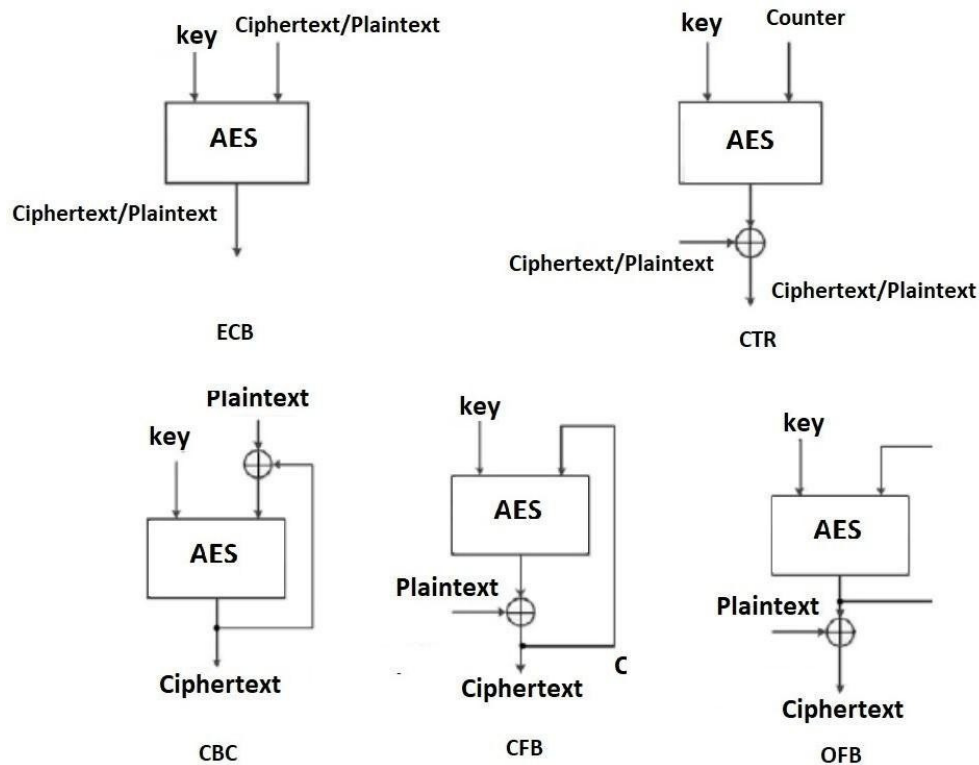 key
Ciphertext/Plaintext
AES
Ciphertext/Plaintext
ECB
key
Counter
AES
Ciphertext/Plaintext
Ciphertext/Plaintext
CTR
Plaintext
key
AES
Ciphertext
CBC
key
AES
Plaintext
C
Ciphertext
CFB
key
AES
Plaintext
Ciphertext
OFB